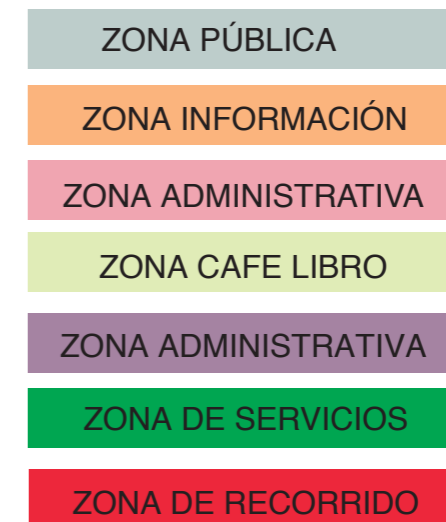 ZONA PÚBLICA
ZONA INFORMACIÓN
ZONA ADMINISTRATIVA
ZONA CAFE LIBRO
ZONA ADMINISTRATIVA
ZONA DE SERVICIOS
ZONA DE RECORRIDO